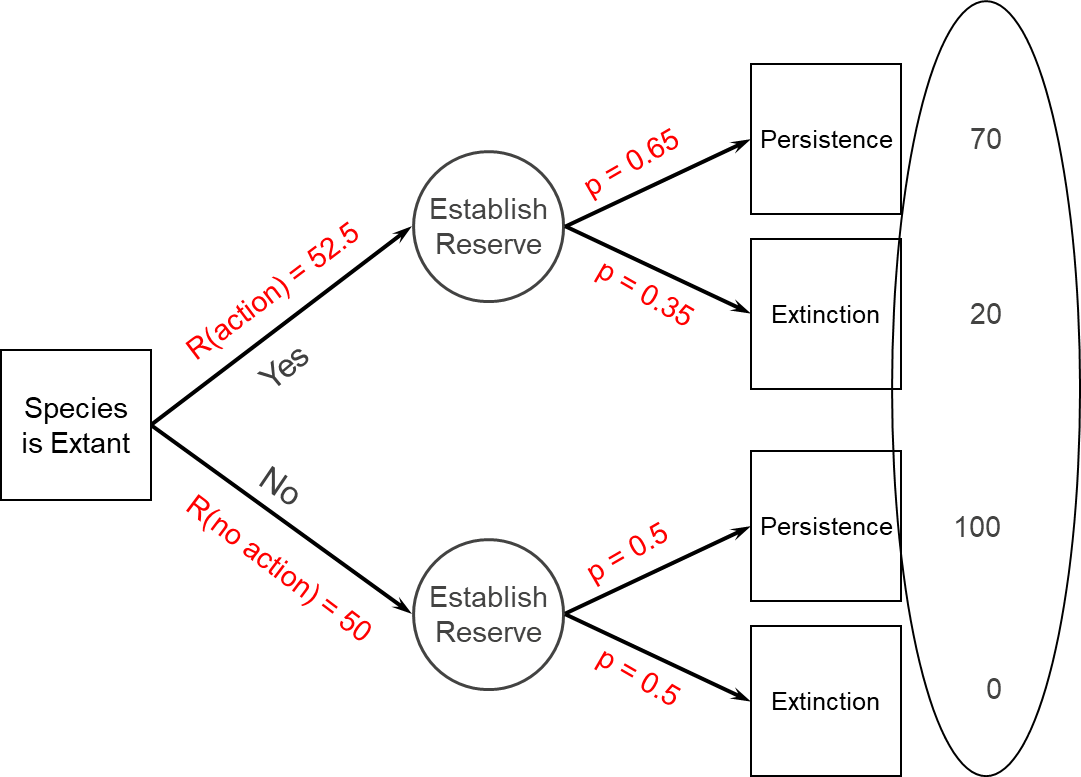 Species
is Extant
R(action) = 52.5
Yes
No
R(no action) = 50
Establish
Reserve
p = 0.65
p = 0.35
Persistence
70
Extinction
20
Establish
Reserve
p = 0.5
p = 0.5
Persistence
100
Extinction
0